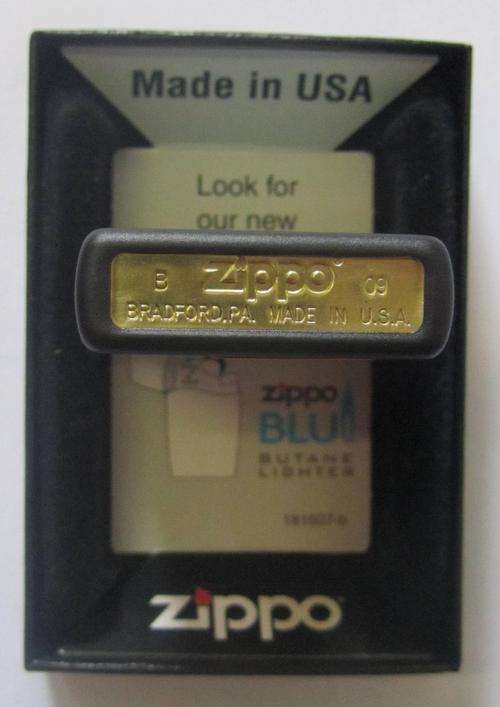 Made in USA
Look for
our new
B zippo 09
BRADFORD,PA. MADE IN U.S.A.
zippo
BLU
BUTANE
LIGHTER
zippo